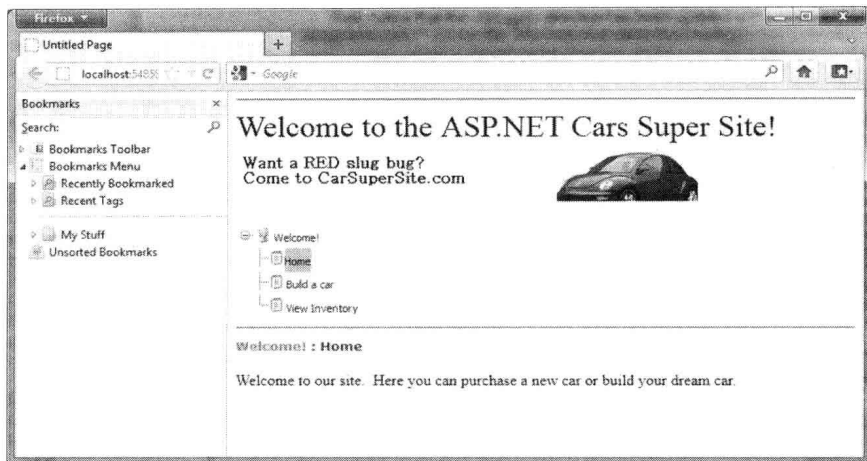 Firefox
Untitled Page
+
localhost:54855
Google
Bookmarks
×
Search:
Bookmarks Toolbar
Bookmarks Menu
Recently Bookmarked
Recent Tags
My Stuff
Unsorted Bookmarks
Welcome to the ASP.NET Cars Super Site!
Want a RED slug bug?
Come to CarSuperSite.com
Welcome!
Home
Build a car
View Inventory
Welcome! : Home
Welcome to our site. Here you can purchase a new car or build your dream car.